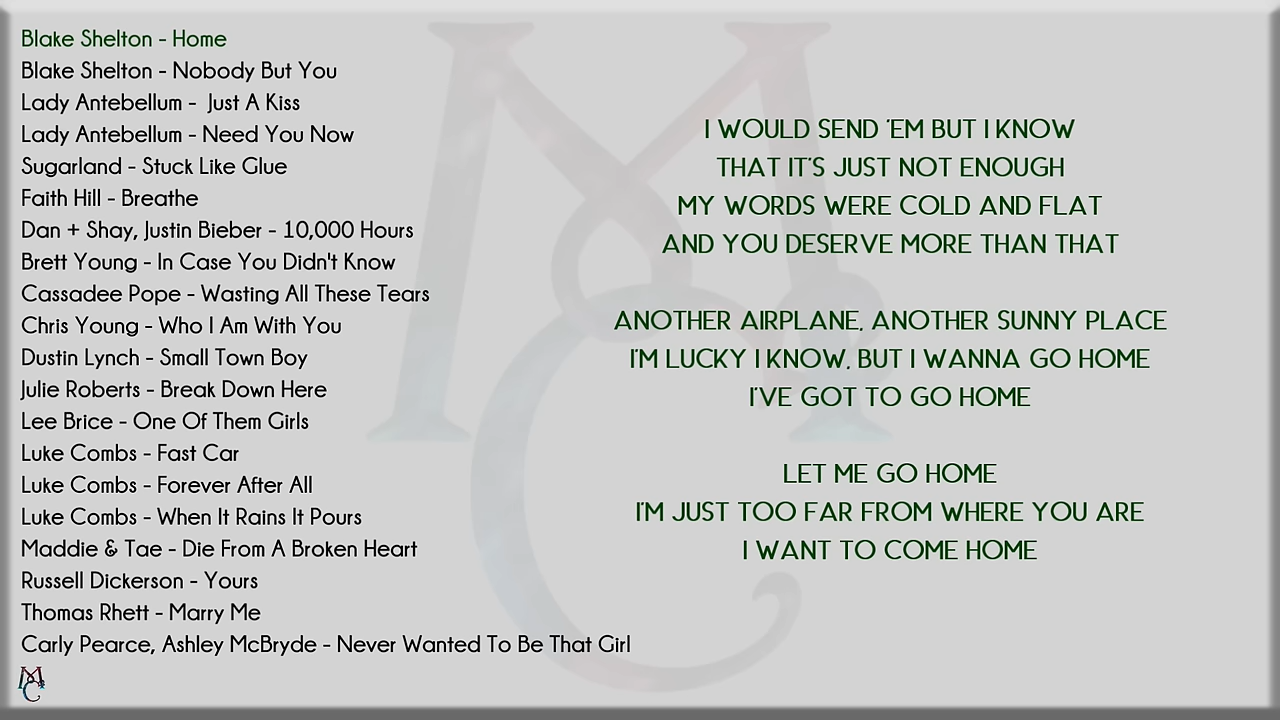 Blake Shelton - Home
Blake Shelton - Nobody But You
Lady Antebellum -  Just A Kiss
Lady Antebellum - Need You Now
Sugarland - Stuck Like Glue
Faith Hill - Breathe
Dan + Shay, Justin Bieber - 10,000 Hours
Brett Young - In Case You Didn't Know
Cassadee Pope - Wasting All These Tears
Chris Young - Who I Am With You
Dustin Lynch - Small Town Boy
Julie Roberts - Break Down Here
Lee Brice - One Of Them Girls
Luke Combs - Fast Car
Luke Combs - Forever After All
Luke Combs - When It Rains It Pours
Maddie & Tae - Die From A Broken Heart
Russell Dickerson - Yours
Thomas Rhett - Marry Me
Carly Pearce, Ashley McBryde - Never Wanted To Be That Girl
MC
I WOULD SEND 'EM BUT I KNOW
THAT IT'S JUST NOT ENOUGH
MY WORDS WERE COLD AND FLAT
AND YOU DESERVE MORE THAN THAT
ANOTHER AIRPLANE, ANOTHER SUNNY PLACE
I'M LUCKY I KNOW, BUT I WANNA GO HOME
I'VE GOT TO GO HOME
LET ME GO HOME
I'M JUST TOO FAR FROM WHERE YOU ARE
I WANT TO COME HOME